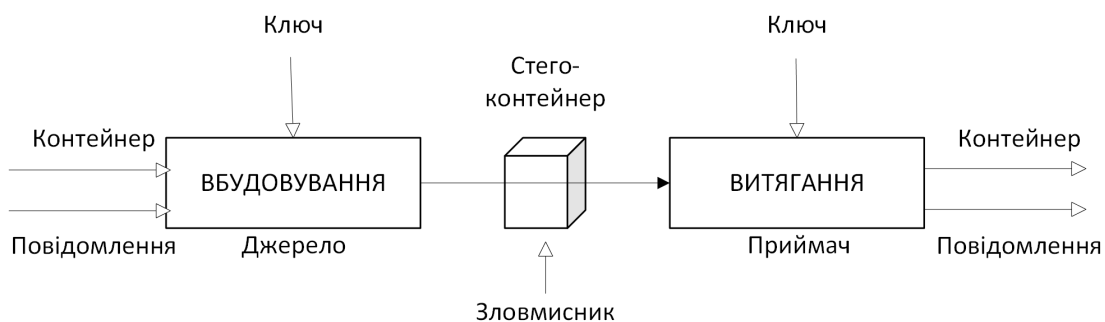 Ключ
Ключ
Стего-
контейнер
Контейнер
Контейнер
ВБУДОВУВАННЯ
ВИТЯГАННЯ
Повідомлення
Джерело
Приймач
Повідомлення
Зловмисник